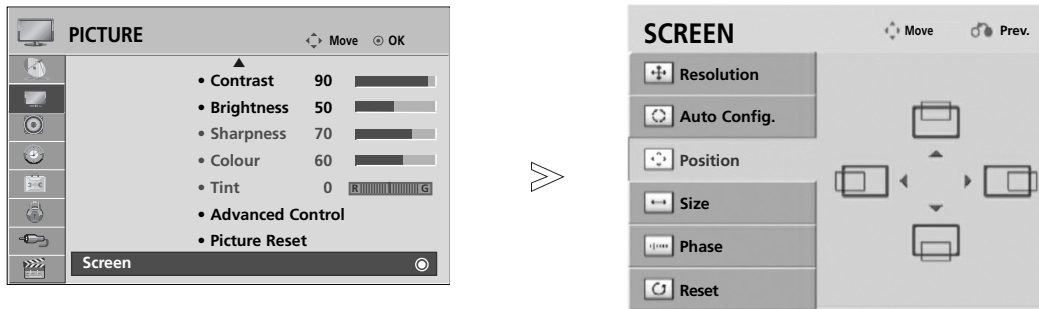 PICTURE
Move OK
• Contrast 90
• Brightness 50
• Sharpness 70
• Colour 60
• Tint 0 R G
• Advanced Control
• Picture Reset
Screen
SCREEN
Move Prev.
Resolution
Auto Config.
Position
Size
Phase
Reset